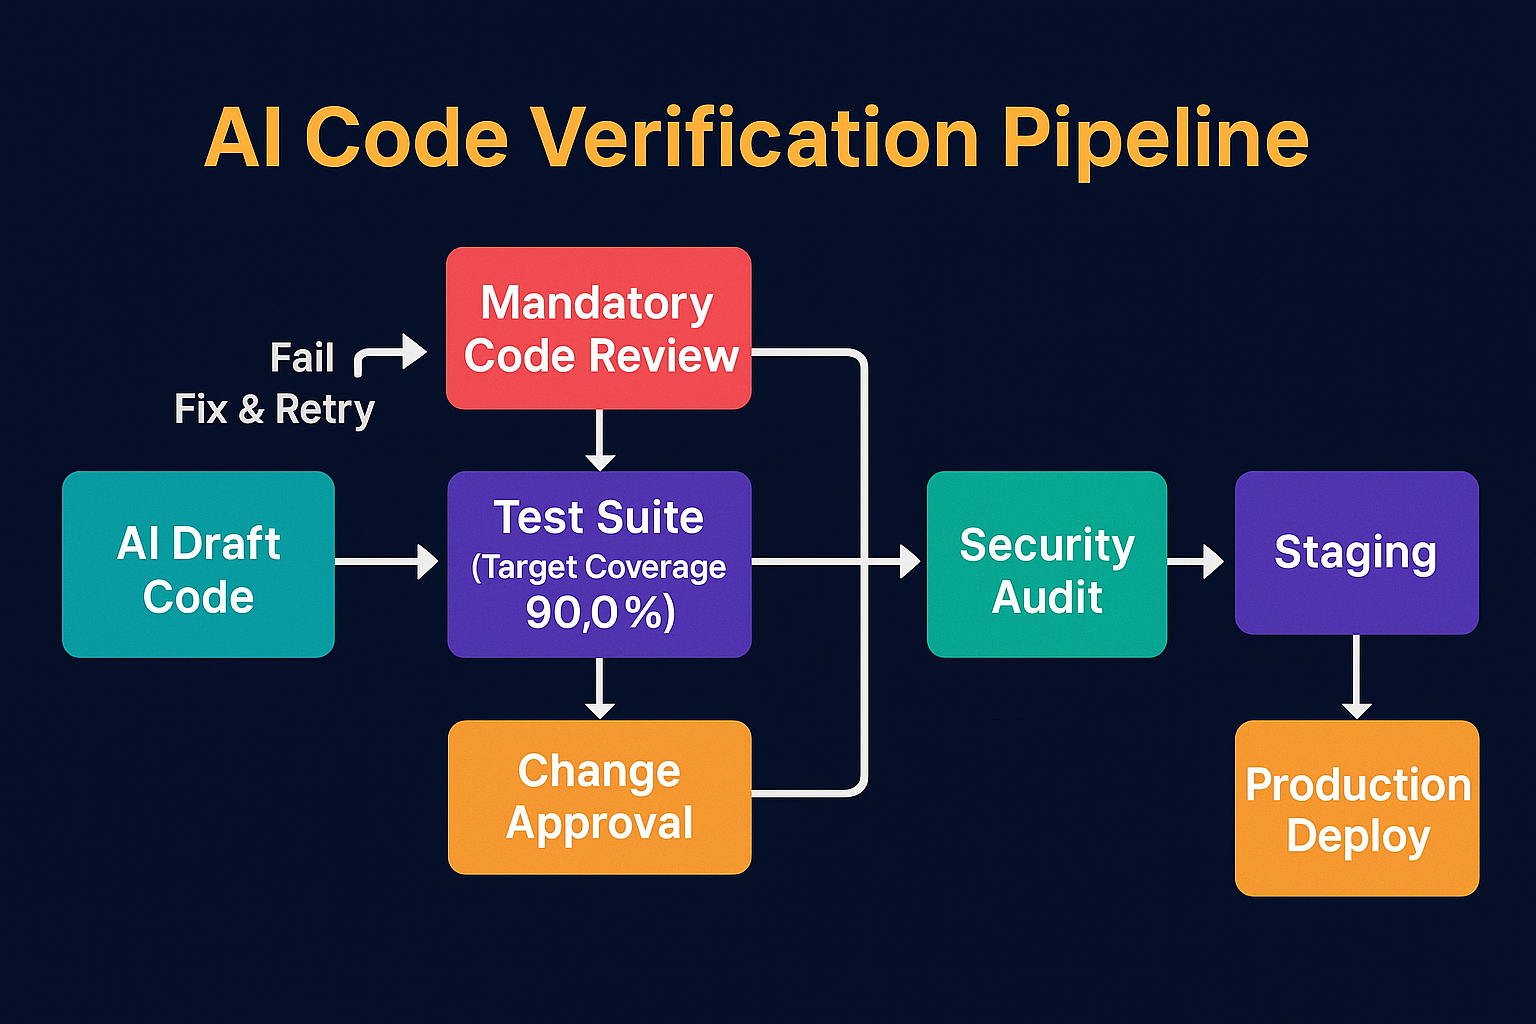 AI Code Verification Pipeline
Mandatory
Code Review
Fail
Fix & Retry
AI Draft
Code
Test Suite
(Target Coverage
90,0%)
Change
Approval
Security
Audit
Staging
Production
Deploy